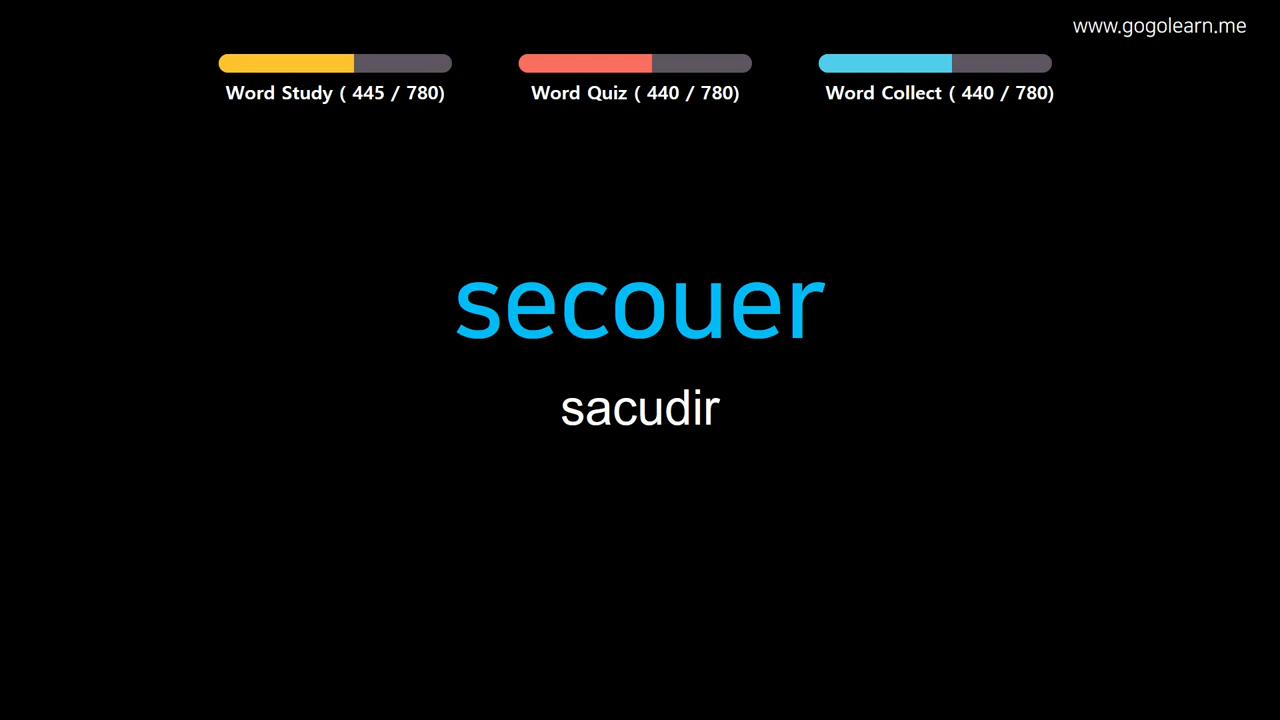 www.gogolearn.me
Word Study ( 445 / 780)
Word Quiz ( 440 / 780)
Word Collect ( 440 / 780)
secouer
sacudir